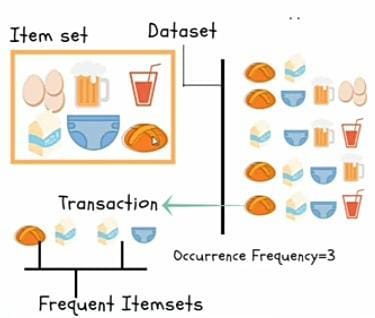 Item set
Dataset
Transaction
Occurrence Frequency=3
Frequent Itemsets